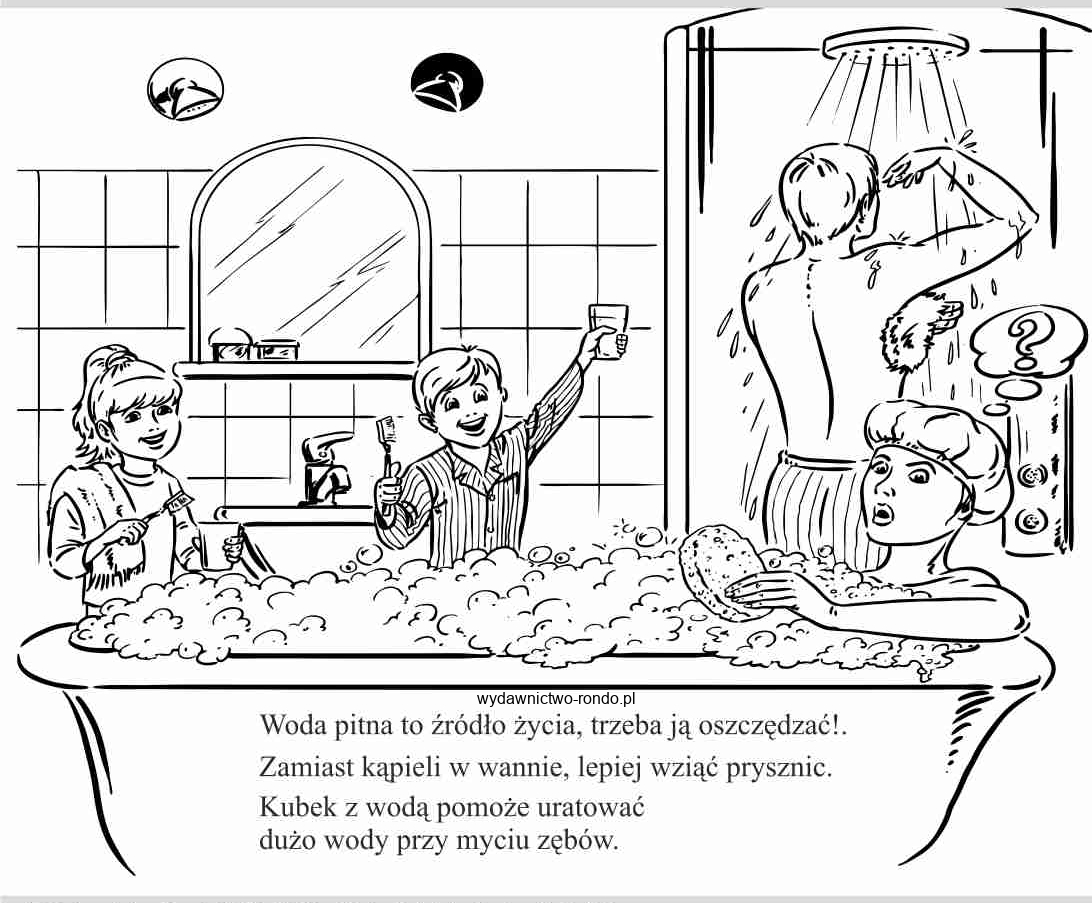 ?
wydawnictwo-rondo.pl
Woda pitna to źródło życia, trzeba ją oszczędzać!.
Zamiast kąpieli w wannie, lepiej wziąć prysznic.
Kubek z wodą pomoże uratować
dużo wody przy myciu zębów.